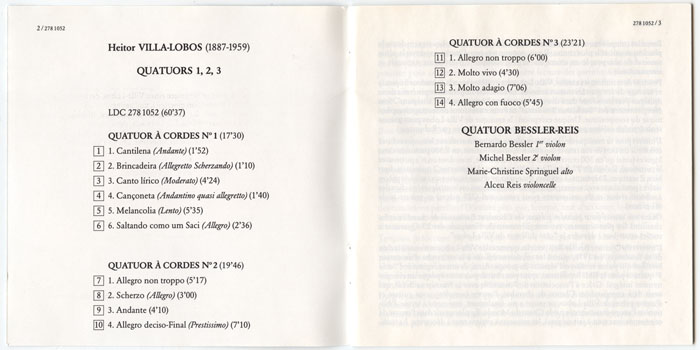 2 / 278 1052
Heitor VILLA-LOBOS (1887-1959)
QUATUORS 1, 2, 3
LDC 278 1052 (60'37)
QUATUOR À CORDES N° 1 (17'30)
1 1. Cantilena (Andante) (1'52)
2 2. Brincadeira (Allegretto Scherzando) (1'10)
3 3. Canto lírico (Moderato) (4'24)
4 4. Cançoneta (Andantino quasi allegretto) (1'40)
5 5. Melancolia (Lento) (5'35)
6 6. Saltando como um Saci (Allegro) (2'36)
QUATUOR À CORDES N° 2 (19'46)
7 1. Allegro non troppo (5'17)
8 2. Scherzo (Allegro) (3'00)
9 3. Andante (4'10)
10 4. Allegro deciso-Final (Prestissimo) (7'10)
278 1052 / 3
QUATUOR À CORDES N° 3 (23'21)
11 1. Allegro non troppo (6'00)
12 2. Molto vivo (4'30)
13 3. Molto adagio (7'06)
14 4. Allegro con fuoco (5'45)
QUATUOR BESSLER-REIS
Bernardo Bessler 1er violon
Michel Bessler 2e violon
Marie-Christine Springuel alto
Alceu Reis violoncelle